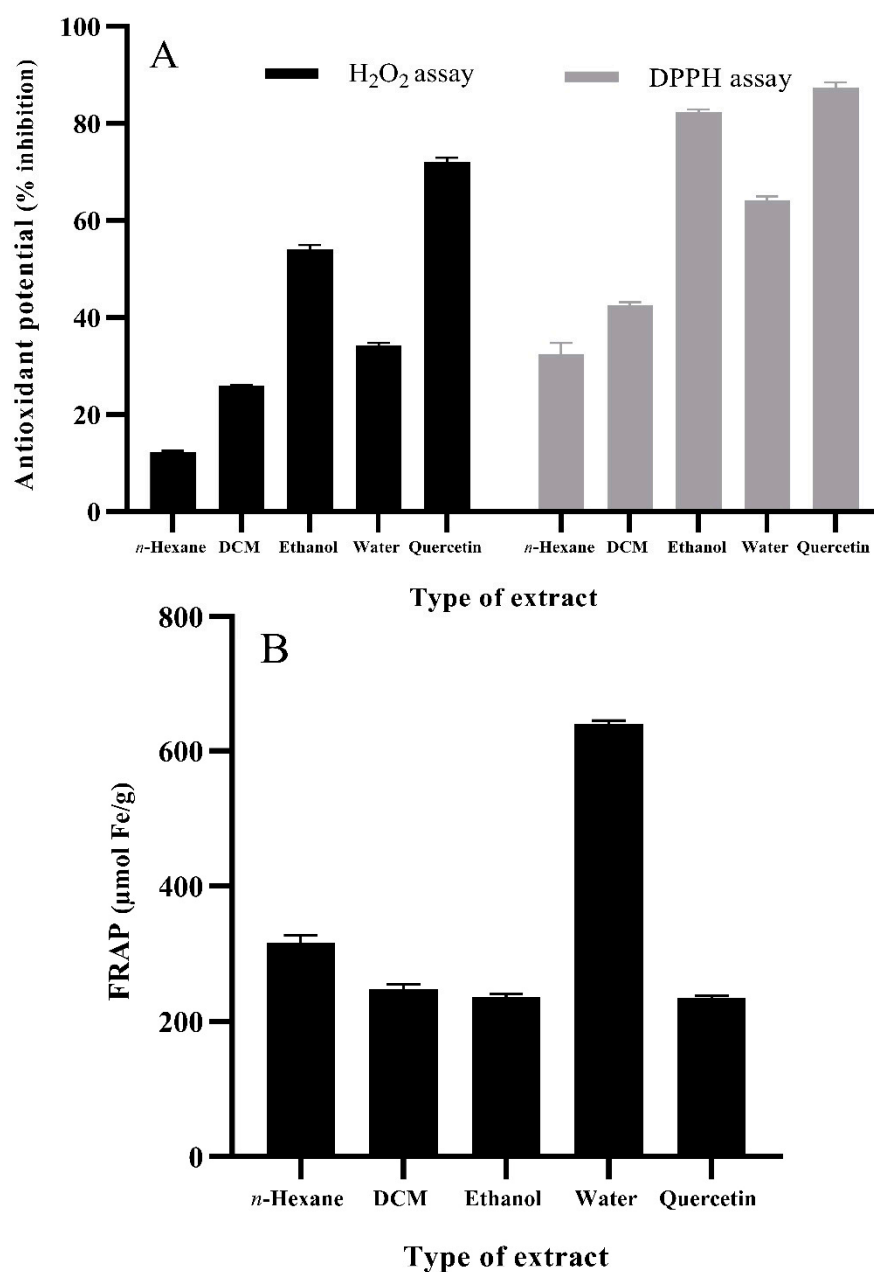 A
H₂O₂ assay
DPPH assay
Antioxidant potential (% inhibition)
100
80
60
40
20
0
n-Hexane DCM Ethanol Water Quercetin n-Hexane DCM Ethanol Water Quercetin
Type of extract
B
FRAP (μmol Fe/g)
800
600
400
200
0
n-Hexane DCM Ethanol Water Quercetin
Type of extract